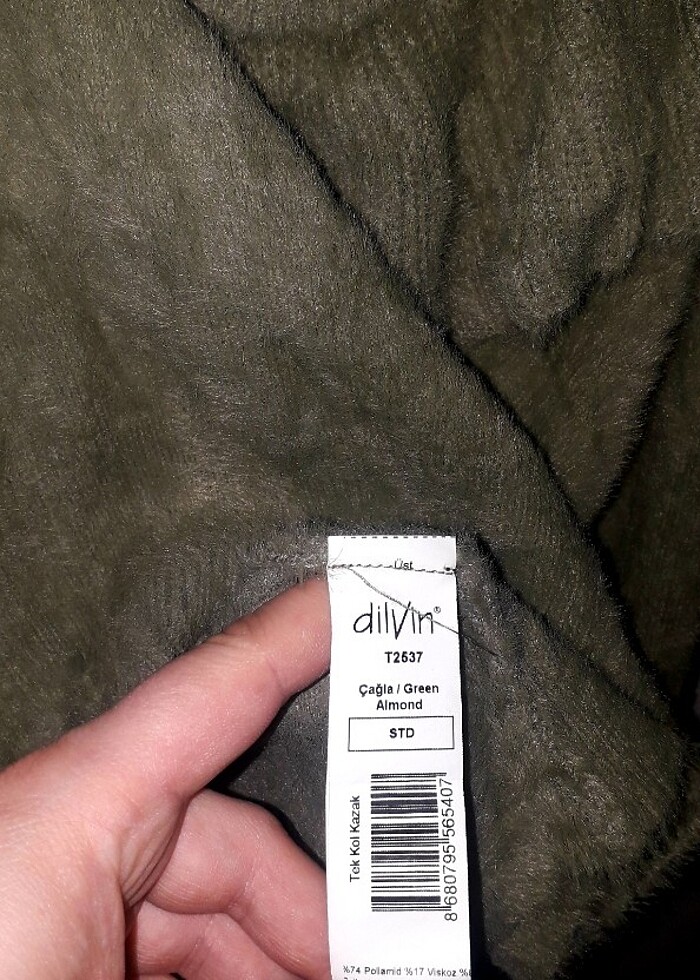 Üst
dilvin®
T2537
Çağla / Green
Almond
STD
Tek Kol Kazak
8680795565407
%74 Poliamid %17 Viskoz